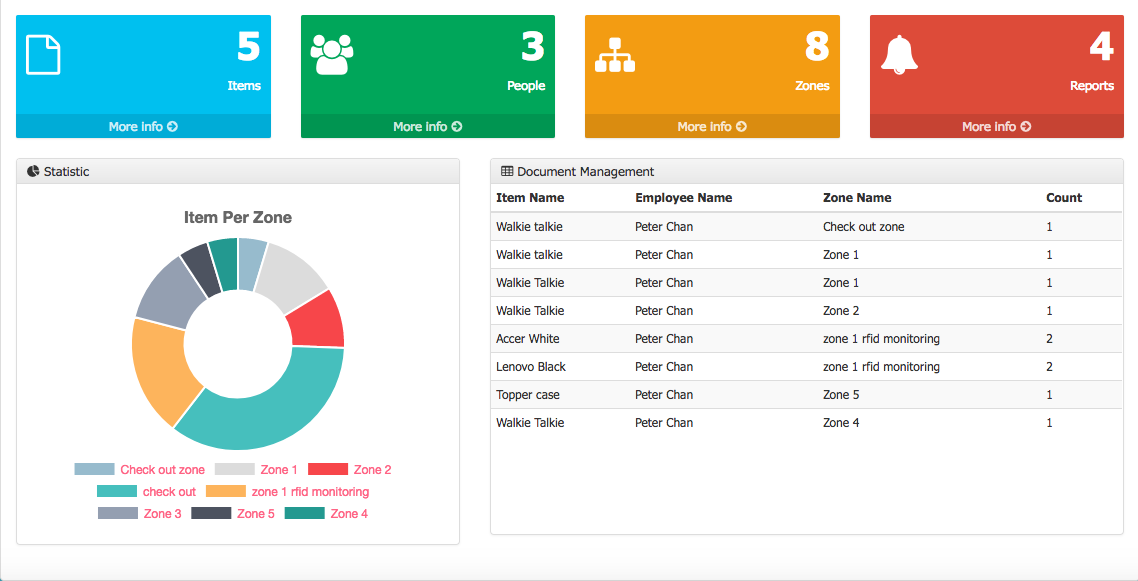 5
Items
More info
3
People
More info
8
Zones
More info
4
Reports
More info
Statistic
Item Per Zone
Check out zone Zone 1 Zone 2
check out zone 1 rfid monitoring
Zone 3 Zone 5 Zone 4
Document Management
Item Name Employee Name Zone Name Count
Walkie talkie Peter Chan Check out zone 1
Walkie talkie Peter Chan Zone 1 1
Walkie Talkie Peter Chan Zone 1 1
Walkie Talkie Peter Chan Zone 2 1
Accer White Peter Chan zone 1 rfid monitoring 2
Lenovo Black Peter Chan zone 1 rfid monitoring 2
Topper case Peter Chan Zone 5 1
Walkie Talkie Peter Chan Zone 4 1